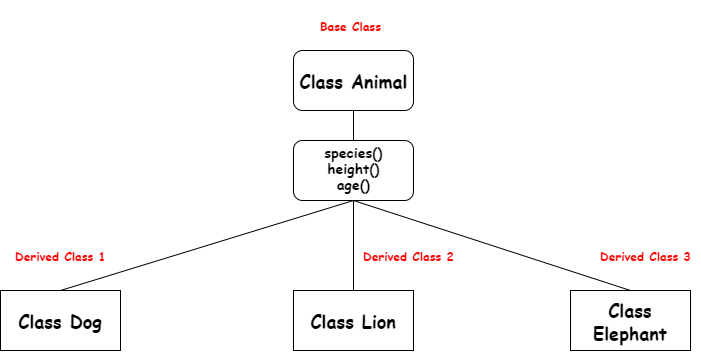 Base Class
Class Animal
species()
height()
age()
Derived Class 1
Derived Class 2
Derived Class 3
Class Dog
Class Lion
Class
Elephant